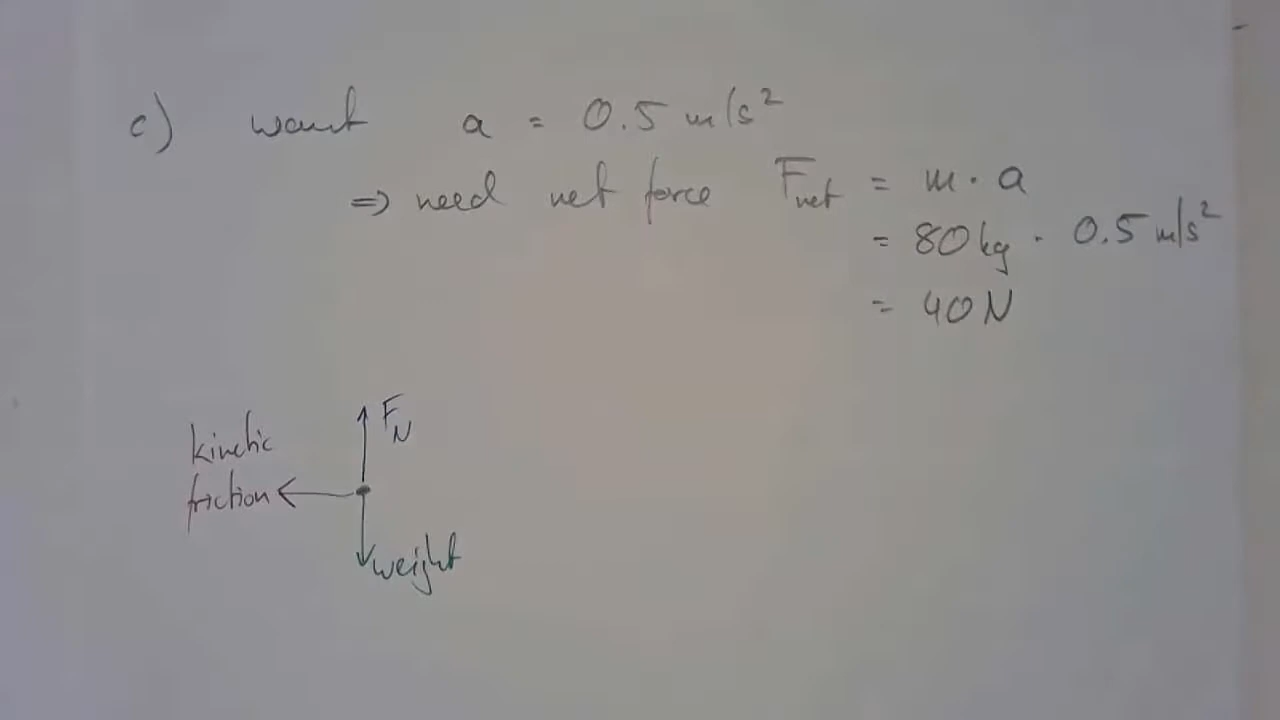 c) want a = 0.5 m/s²
⇒ need net force F_net = m · a
= 80 kg · 0.5 m/s²
= 40 N
F_N
kinetic
friction
weight